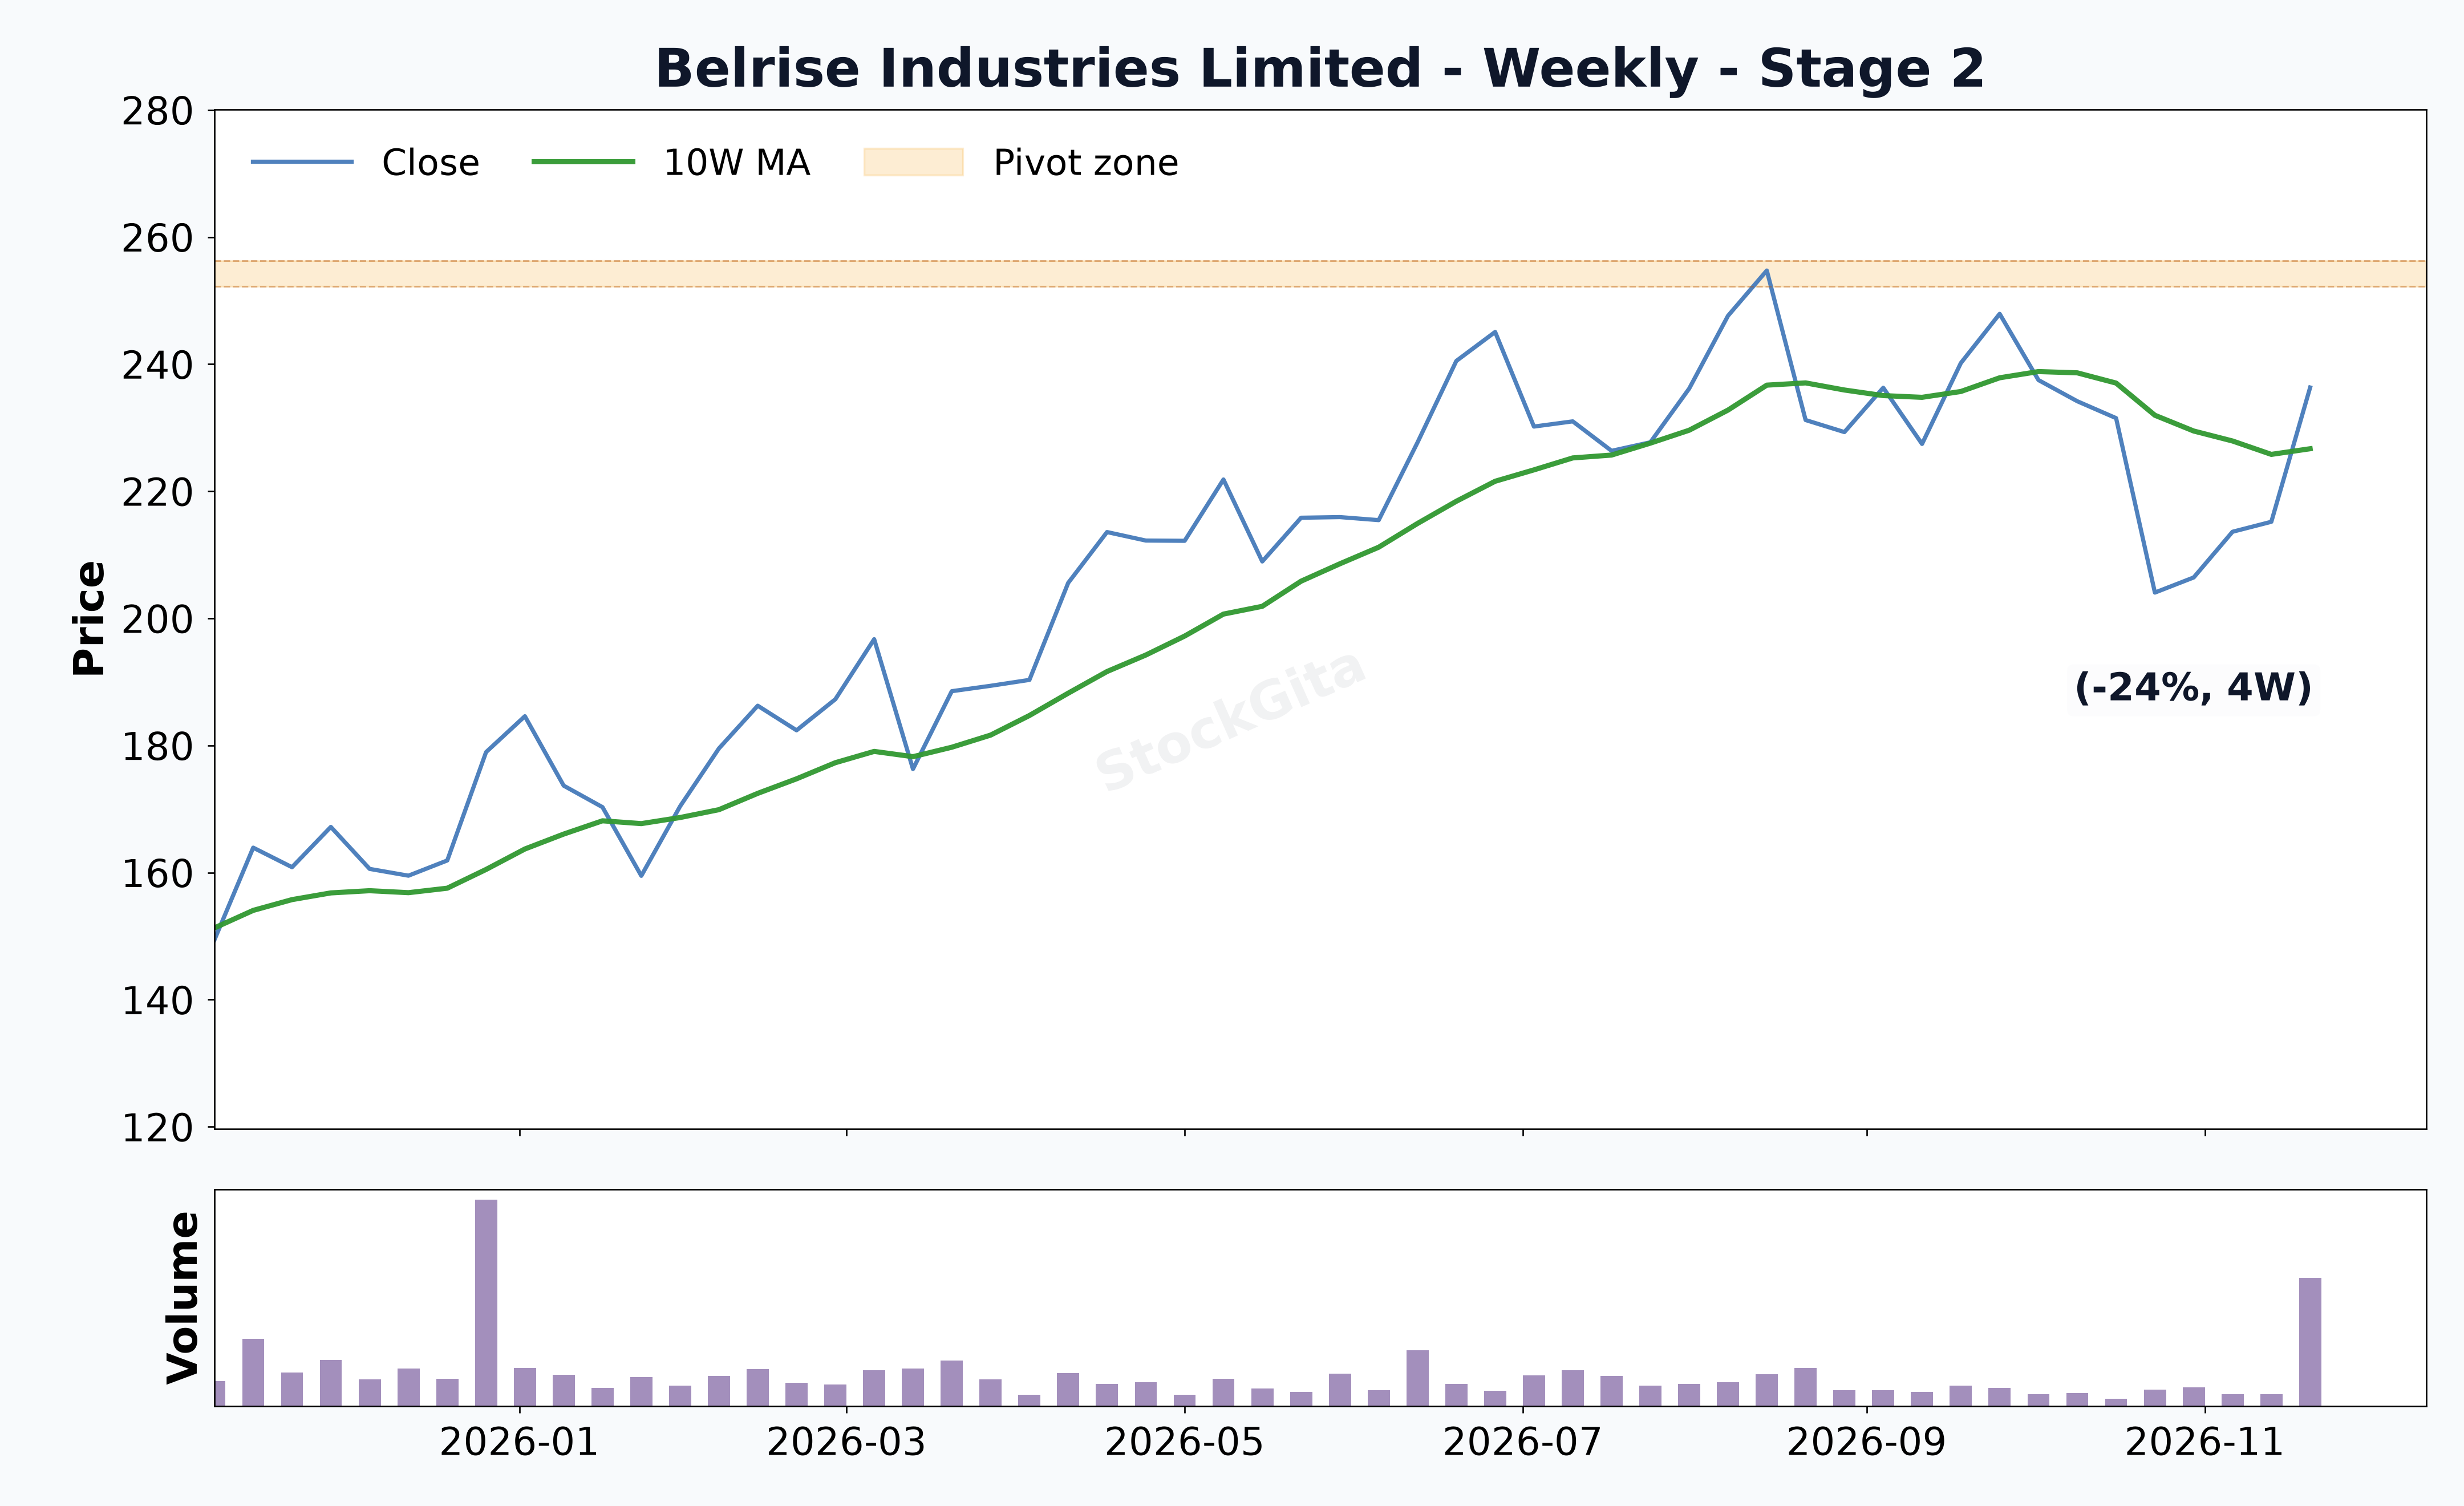 Belrise Industries Limited - Weekly - Stage 2
Close 10W MA Pivot zone
280
260
240
220
200
180
160
140
120
Price
StockGita
(-24%, 4W)
Volume
2026-01 2026-03 2026-05 2026-07 2026-09 2026-11